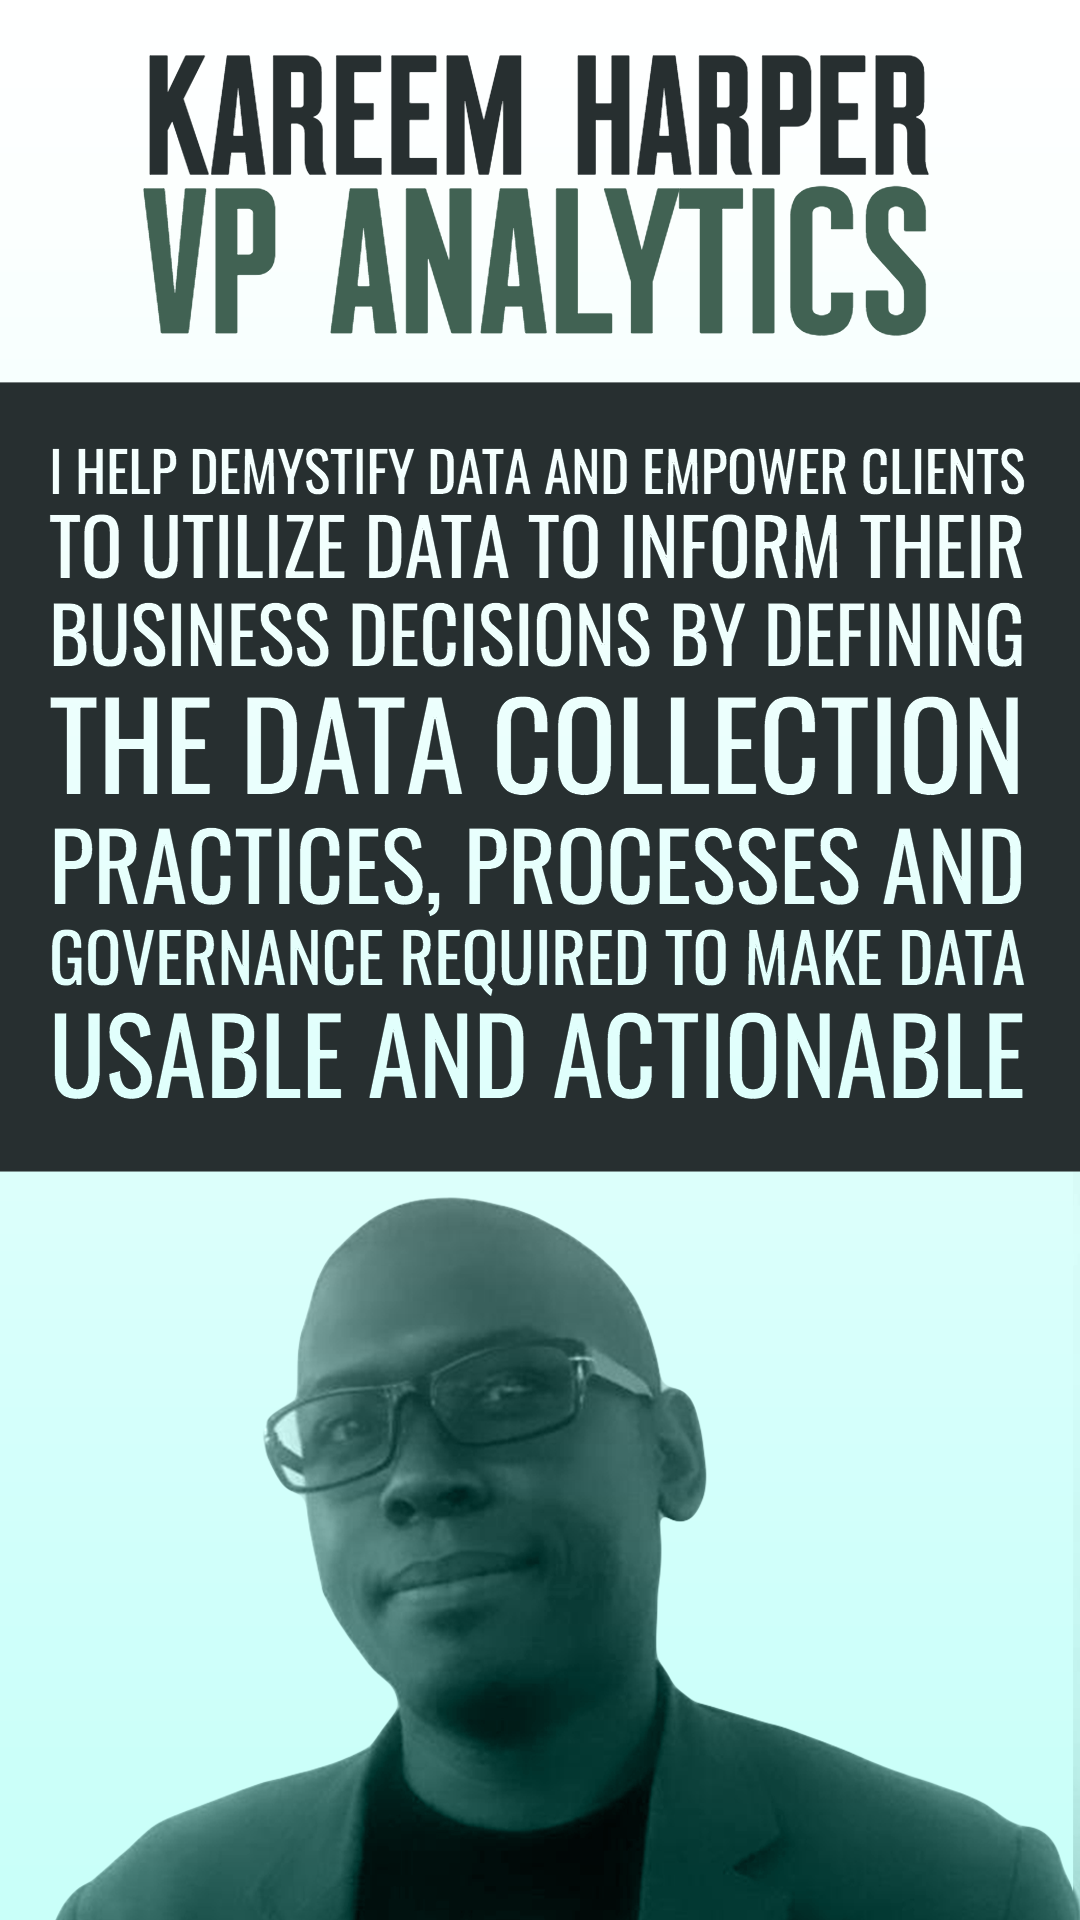 KAREEM HARPER
VP ANALYTICS
I HELP DEMYSTIFY DATA AND EMPOWER CLIENTS
TO UTILIZE DATA TO INFORM THEIR
BUSINESS DECISIONS BY DEFINING
THE DATA COLLECTION
PRACTICES, PROCESSES AND
GOVERNANCE REQUIRED TO MAKE DATA
USABLE AND ACTIONABLE